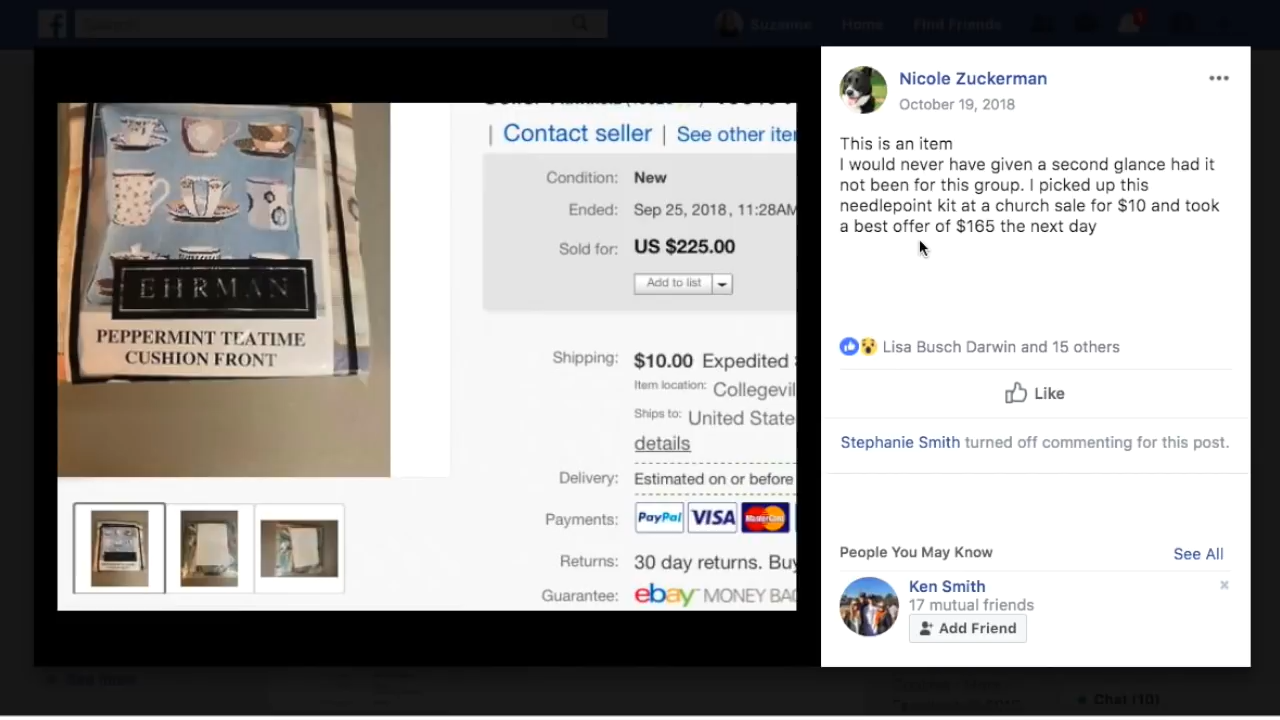 Suzanne
Home
Find Friends
Contact seller | See other iter
Condition: New
Ended: Sep 25, 2018, 11:28AM
Sold for: US $225.00
Add to list
EHRMAN
PEPPERMINT TEATIME
CUSHION FRONT
Shipping: $10.00 Expedited
Item location: Collegevil
Ships to: United State
details
Delivery: Estimated on or before
Payments: PayPal VISA MasterCard
Returns: 30 day returns. Buy
Guarantee: ebay MONEY BAC
Nicole Zuckerman
October 19, 2018
This is an item
I would never have given a second glance had it
not been for this group. I picked up this
needlepoint kit at a church sale for $10 and took
a best offer of $165 the next day
Lisa Busch Darwin and 15 others
Like
Stephanie Smith turned off commenting for this post.
People You May Know
See All
Ken Smith
17 mutual friends
Add Friend
Chat (10)